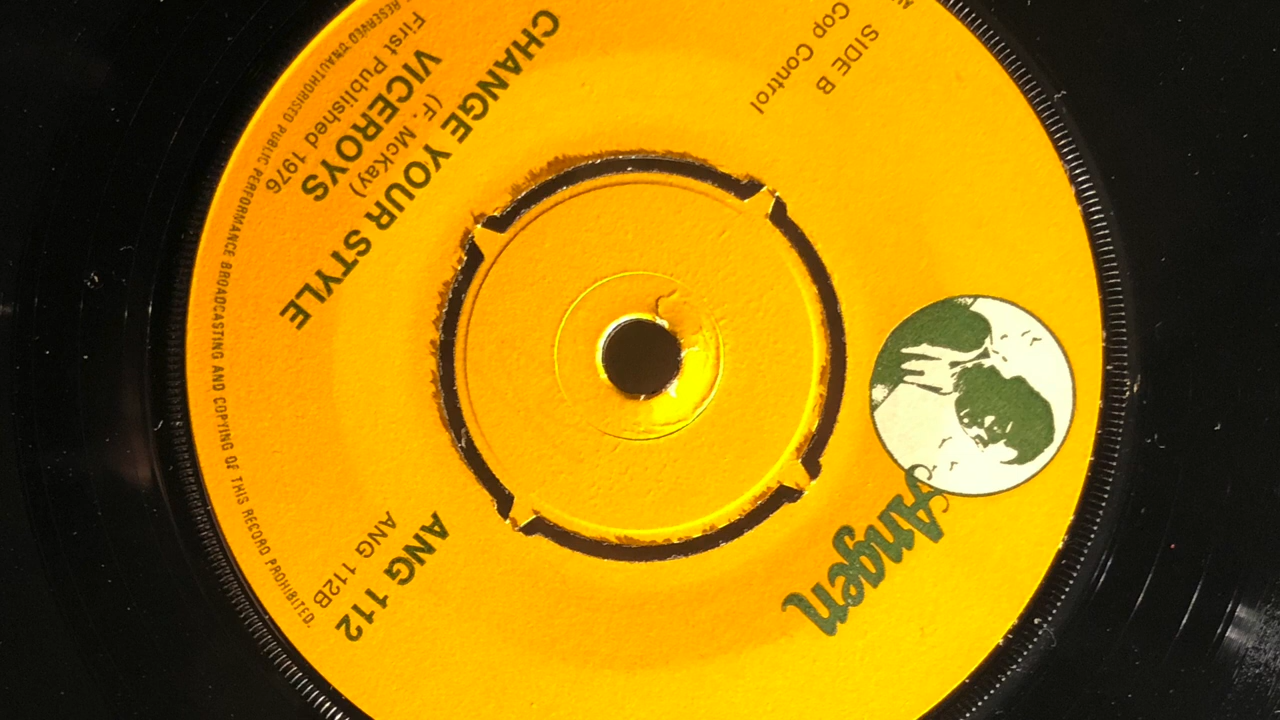 Angen
SIDE B
Cop Control
ANG 112
ANG 112B
CHANGE YOUR STYLE
(F. McKay)
VICEROYS
First Published 1976
RESERVED UNAUTHORISED PUBLIC PERFORMANCE BROADCASTING AND COPYING OF THIS RECORD PROHIBITED.